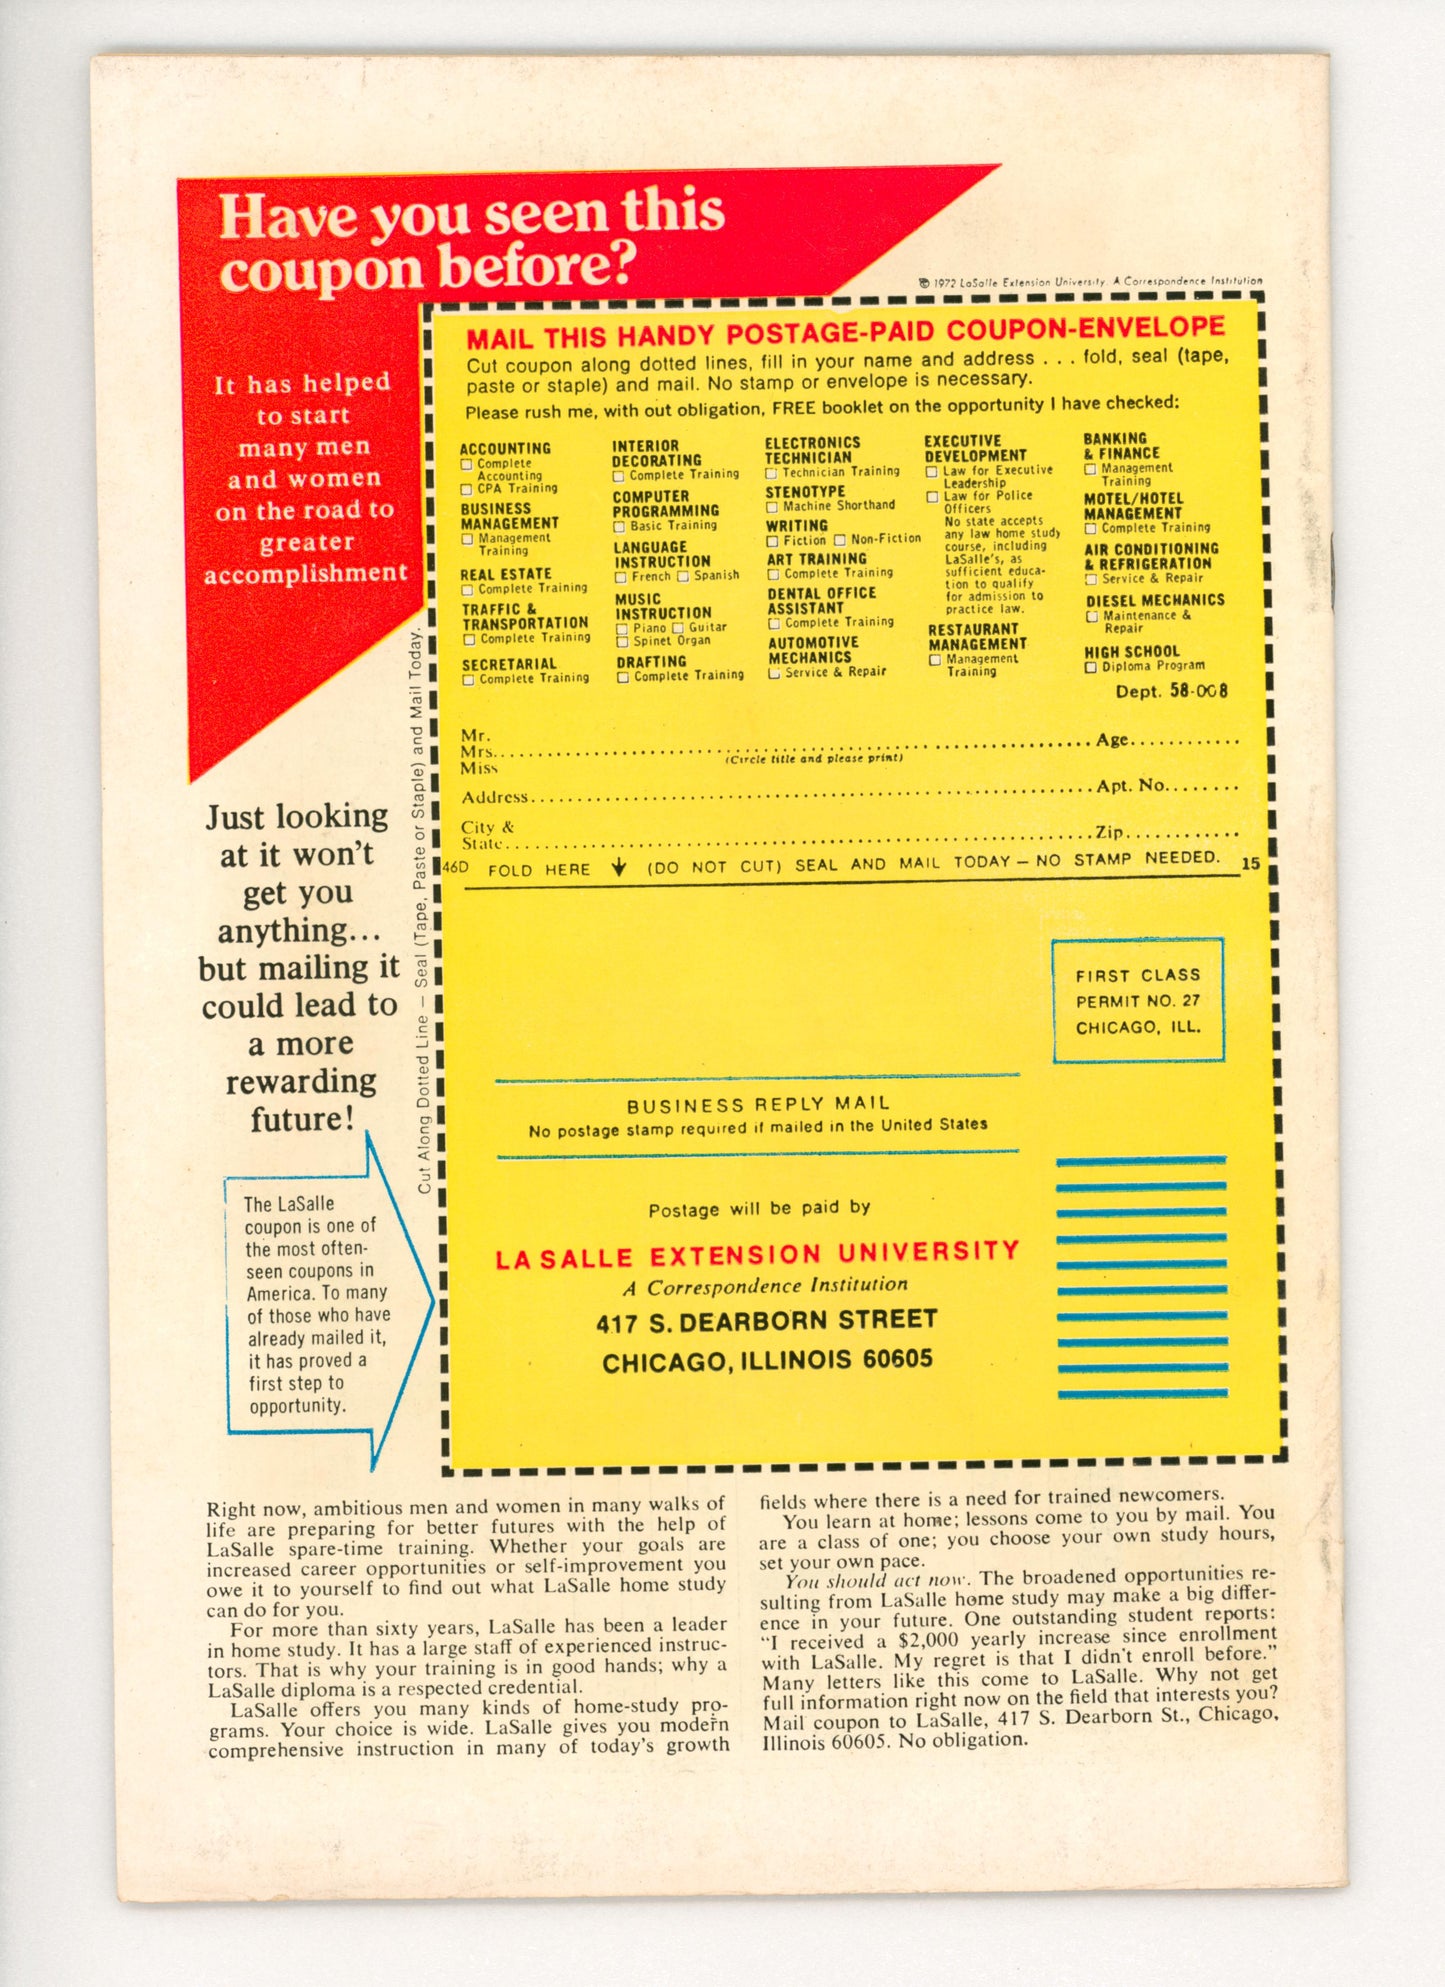 Have you seen this
coupon before?
It has helped
to start
many men
and women
on the road to
greater
accomplishment
© 1972 LaSalle Extension University. A Correspondence Institution
MAIL THIS HANDY POSTAGE-PAID COUPON-ENVELOPE
Cut coupon along dotted lines, fill in your name and address . . . fold, seal (tape,
paste or staple) and mail. No stamp or envelope is necessary.
Please rush me, with out obligation, FREE booklet on the opportunity I have checked:
ACCOUNTING
☐ Complete
Accounting
☐ CPA Training
BUSINESS
MANAGEMENT
☐ Management
Training
REAL ESTATE
☐ Complete Training
TRAFFIC &
TRANSPORTATION
☐ Complete Training
SECRETARIAL
☐ Complete Training
INTERIOR
DECORATING
☐ Complete Training
COMPUTER
PROGRAMMING
☐ Basic Training
LANGUAGE
INSTRUCTION
☐ French ☐ Spanish
MUSIC
INSTRUCTION
☐ Piano ☐ Guitar
☐ Spinet Organ
DRAFTING
☐ Complete Training
ELECTRONICS
TECHNICIAN
☐ Technician Training
STENOTYPE
☐ Machine Shorthand
WRITING
☐ Fiction ☐ Non-Fiction
ART TRAINING
☐ Complete Training
DENTAL OFFICE
ASSISTANT
☐ Complete Training
AUTOMOTIVE
MECHANICS
☐ Service & Repair
EXECUTIVE
DEVELOPMENT
☐ Law for Executive
Leadership
☐ Law for Police
Officers
No state accepts
any law home study
course, including
LaSalle's, as
sufficient educa-
tion to qualify
for admission to
practice law.
RESTAURANT
MANAGEMENT
☐ Management
Training
BANKING
& FINANCE
☐ Management
Training
MOTEL/HOTEL
MANAGEMENT
☐ Complete Training
AIR CONDITIONING
& REFRIGERATION
☐ Service & Repair
DIESEL MECHANICS
☐ Maintenance &
Repair
HIGH SCHOOL
☐ Diploma Program
Dept. 58-008
Mr.
Mrs. Age
Miss (Circle title and please print)
Address Apt. No.
City &
State Zip
46D FOLD HERE ↓ (DO NOT CUT) SEAL AND MAIL TODAY – NO STAMP NEEDED. 15
Cut Along Dotted Line – Seal (Tape, Paste or Staple) and Mail Today.
Just looking
at it won't
get you
anything...
but mailing it
could lead to
a more
rewarding
future!
The LaSalle
coupon is one of
the most often-
seen coupons in
America. To many
of those who have
already mailed it,
it has proved a
first step to
opportunity.
FIRST CLASS
PERMIT NO. 27
CHICAGO, ILL.
BUSINESS REPLY MAIL
No postage stamp required if mailed in the United States
Postage will be paid by
LA SALLE EXTENSION UNIVERSITY
A Correspondence Institution
417 S. DEARBORN STREET
CHICAGO, ILLINOIS 60605
Right now, ambitious men and women in many walks of
life are preparing for better futures with the help of
LaSalle spare-time training. Whether your goals are
increased career opportunities or self-improvement you
owe it to yourself to find out what LaSalle home study
can do for you.
For more than sixty years, LaSalle has been a leader
in home study. It has a large staff of experienced instruc-
tors. That is why your training is in good hands; why a
LaSalle diploma is a respected credential.
LaSalle offers you many kinds of home-study pro-
grams. Your choice is wide. LaSalle gives you modern
comprehensive instruction in many of today's growth
fields where there is a need for trained newcomers.
You learn at home; lessons come to you by mail. You
are a class of one; you choose your own study hours,
set your own pace.
You should act now. The broadened opportunities re-
sulting from LaSalle home study may make a big differ-
ence in your future. One outstanding student reports:
"I received a $2,000 yearly increase since enrollment
with LaSalle. My regret is that I didn't enroll before."
Many letters like this come to LaSalle. Why not get
full information right now on the field that interests you?
Mail coupon to LaSalle, 417 S. Dearborn St., Chicago,
Illinois 60605. No obligation.